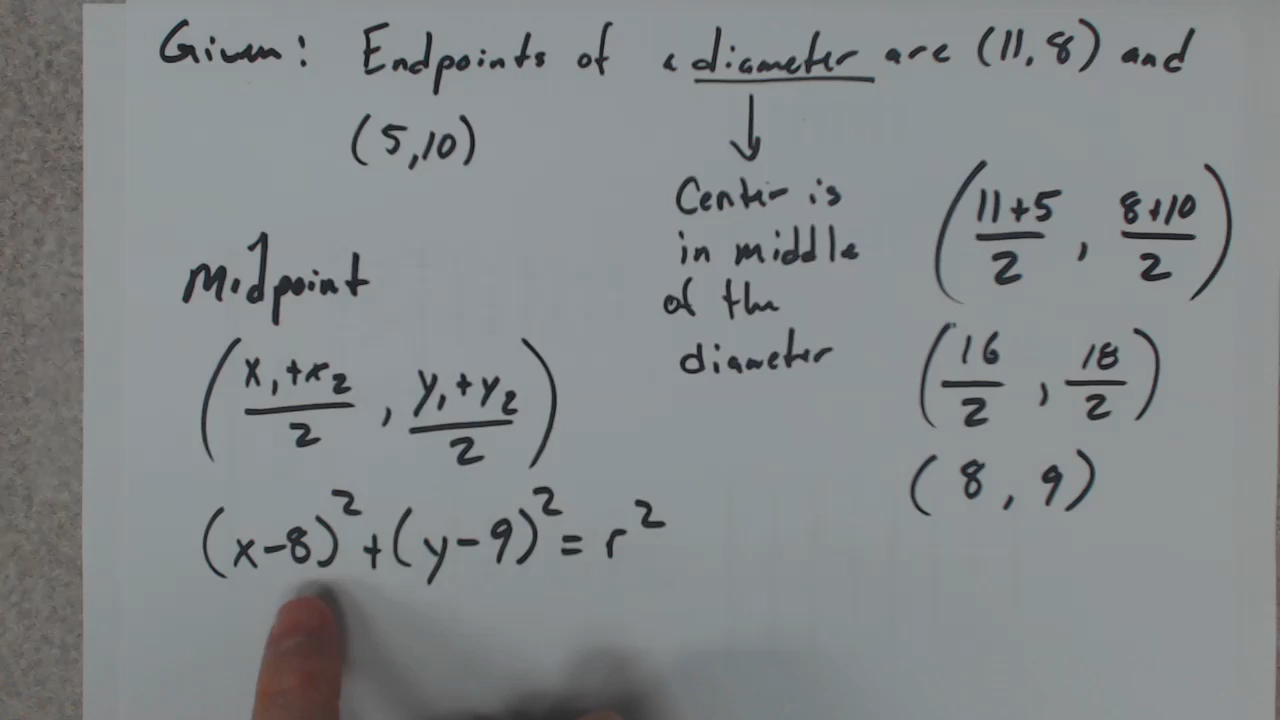 Given: Endpoints of a diameter are (11, 8) and
(5,10)
Center is
in middle
of the
diameter
Midpoint
(x₁+x₂/2 , y₁+y₂/2)
(x-8)²+(y-9)²=r²
(11+5/2 , 8+10/2)
(16/2 , 18/2)
(8, 9)